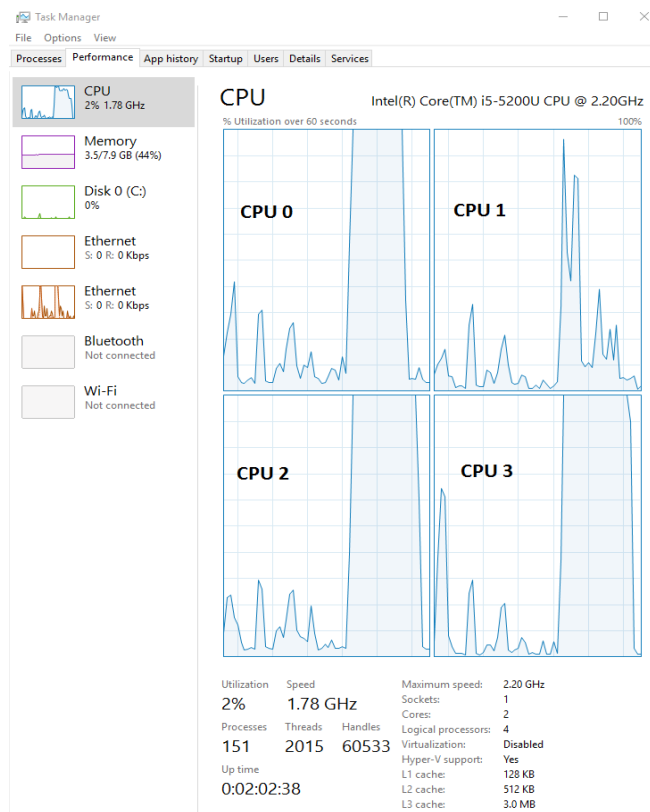 Task Manager
File Options View
Processes Performance App history Startup Users Details Services
CPU
2% 1.78 GHz
Memory
3.5/7.9 GB (44%)
Disk 0 (C:)
0%
Ethernet
S: 0 R: 0 Kbps
Ethernet
S: 0 R: 0 Kbps
Bluetooth
Not connected
Wi-Fi
Not connected
CPU Intel(R) Core(TM) i5-5200U CPU @ 2.20GHz
% Utilization over 60 seconds 100%
CPU 0 CPU 1
CPU 2 CPU 3
Utilization Speed
2% 1.78 GHz
Processes Threads Handles
151 2015 60533
Up time
0:02:02:38
Maximum speed: 2.20 GHz
Sockets: 1
Cores: 2
Logical processors: 4
Virtualization: Disabled
Hyper-V support: Yes
L1 cache: 128 KB
L2 cache: 512 KB
L3 cache: 3.0 MB